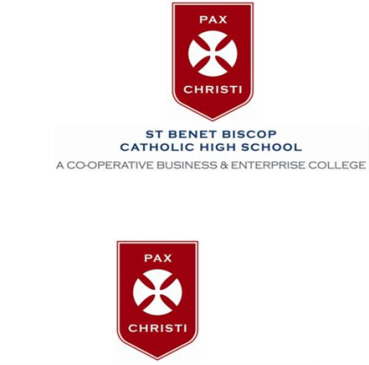 PAX
CHRISTI
ST BENET BISCOP
CATHOLIC HIGH SCHOOL
A CO-OPERATIVE BUSINESS & ENTERPRISE COLLEGE
PAX
CHRISTI